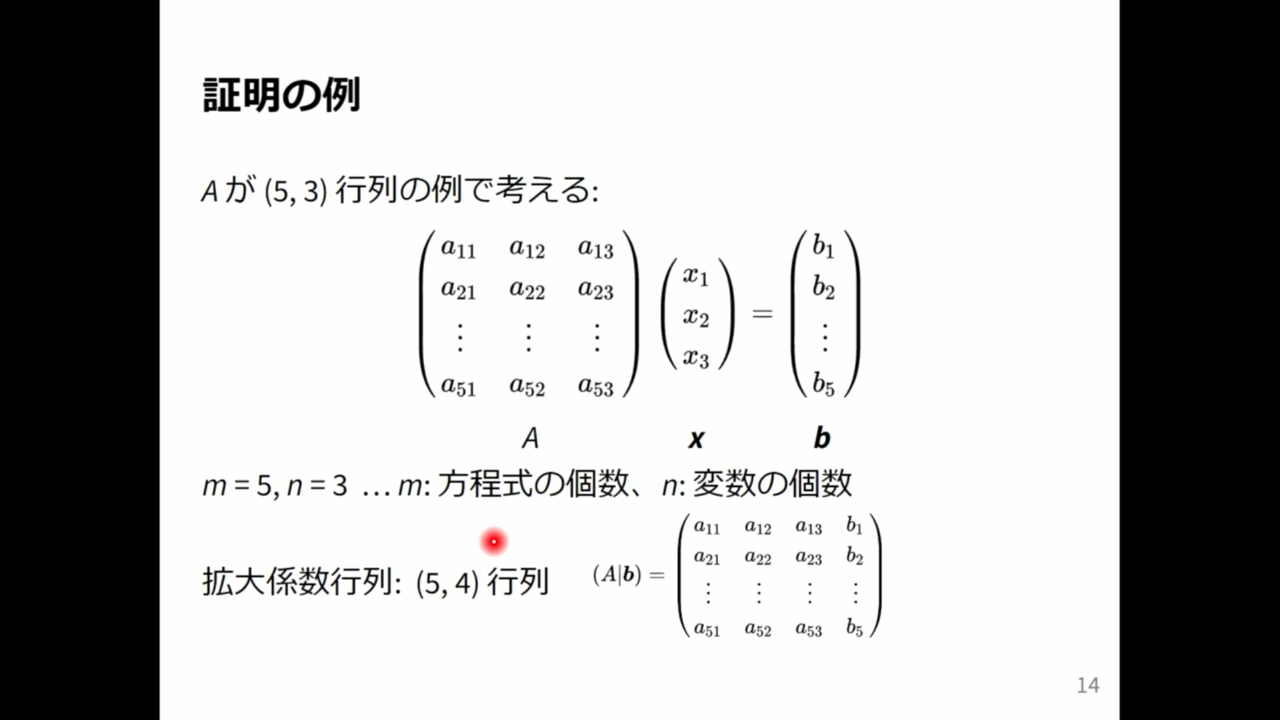 証明の例
A が (5, 3) 行列の例で考える:
a11 a12 a13
a21 a22 a23
⋮ ⋮ ⋮
a51 a52 a53
x1
x2
x3
=
b1
b2
⋮
b5
A x b
m = 5, n = 3 …m: 方程式の個数、n: 変数の個数
拡大係数行列: (5, 4) 行列 (A|b) =
a11 a12 a13 b1
a21 a22 a23 b2
⋮ ⋮ ⋮ ⋮
a51 a52 a53 b5
14